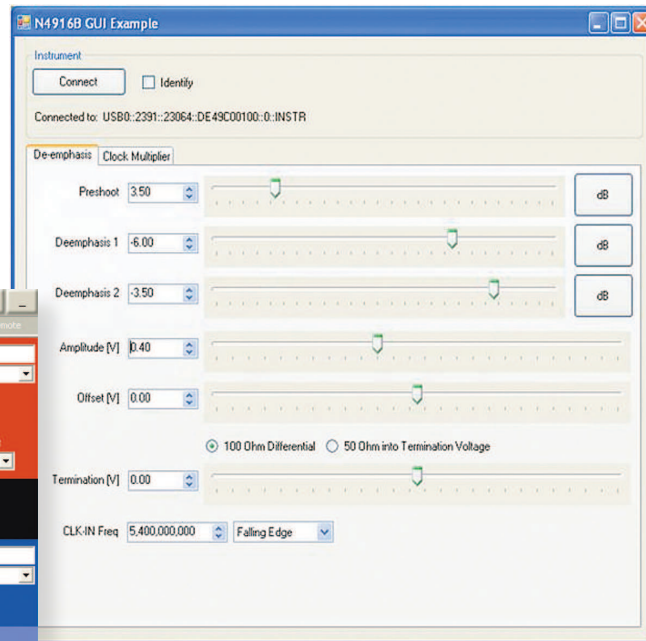 N4916B GUI Example
Instrument
Connect
Identify
Connected to: USB0::2391::23064::DE49C00100::0::INSTR
De-emphasis
Clock Multiplier
Preshoot 3.50 dB
Deemphasis 1 -6.00 dB
Deemphasis 2 -3.50 dB
Amplitude [V] 0.40
Offset [V] 0.00
100 Ohm Differential 50 Ohm into Termination Voltage
Termination [V] 0.00
CLK-IN Freq 5,400,000,000 Falling Edge